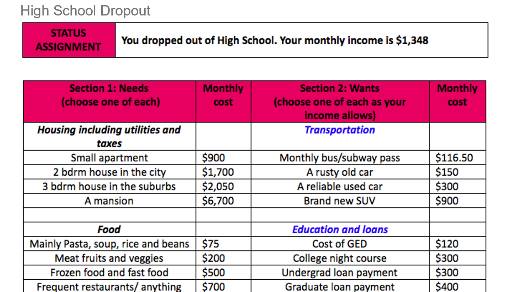 High School Dropout
STATUS ASSIGNMENT You dropped out of High School. Your monthly income is $1,348
Section 1: Needs (choose one of each) Monthly cost Section 2: Wants (choose one of each as your income allows) Monthly cost
Housing including utilities and taxes Transportation
Small apartment $900 Monthly bus/subway pass $116.50
2 bdrm house in the city $1,700 A rusty old car $150
3 bdrm house in the suburbs $2,050 A reliable used car $300
A mansion $6,700 Brand new SUV $900
Food Education and loans
Mainly Pasta, soup, rice and beans $75 Cost of GED $120
Meat fruits and veggies $200 College night course $300
Frozen food and fast food $500 Undergrad loan payment $300
Frequent restaurants/ anything $700 Graduate loan payment $400